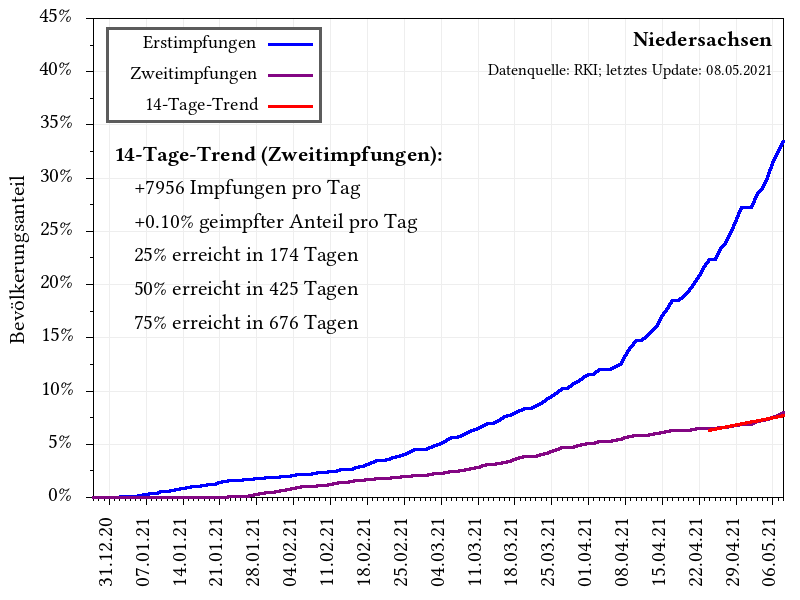 45%
40%
35%
30%
25%
20%
15%
10%
5%
0%
Bevölkerungsanteil
Erstimpfungen
Zweitimpfungen
14-Tage-Trend
Niedersachsen
Datenquelle: RKI; letztes Update: 08.05.2021
14-Tage-Trend (Zweitimpfungen):
+7956 Impfungen pro Tag
+0.10% geimpfter Anteil pro Tag
25% erreicht in 174 Tagen
50% erreicht in 425 Tagen
75% erreicht in 676 Tagen
31.12.20
07.01.21
14.01.21
21.01.21
28.01.21
04.02.21
11.02.21
18.02.21
25.02.21
04.03.21
11.03.21
18.03.21
25.03.21
01.04.21
08.04.21
15.04.21
22.04.21
29.04.21
06.05.21